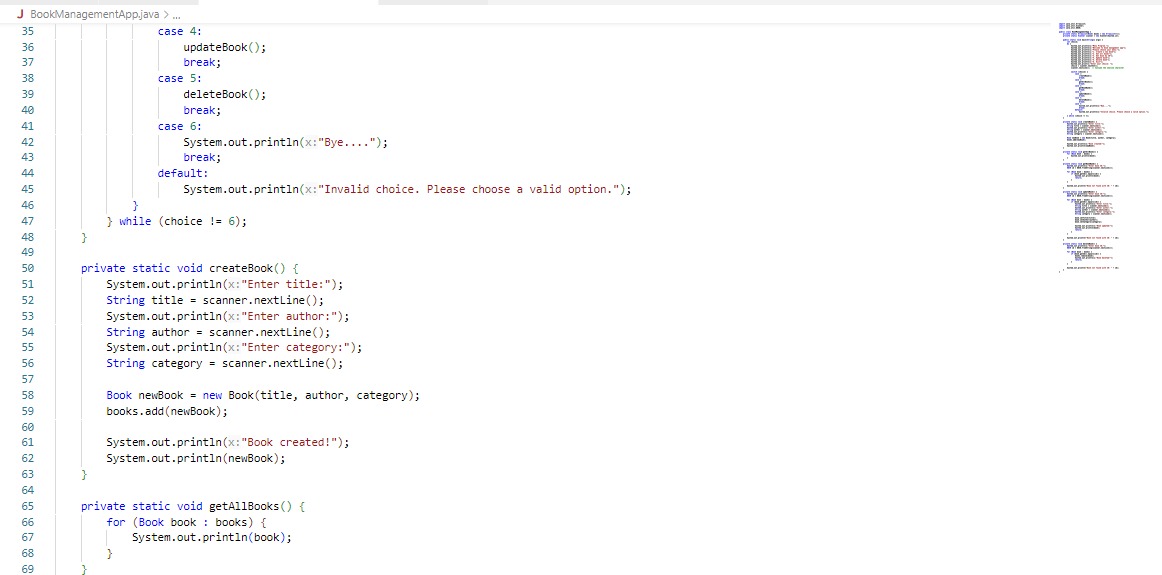 J BookManagementApp.java > ...
35 case 4:
36 updateBook();
37 break;
38 case 5:
39 deleteBook();
40 break;
41 case 6:
42 System.out.println(x:"Bye....");
43 break;
44 default:
45 System.out.println(x:"Invalid choice. Please choose a valid option.");
46 }
47 } while (choice != 6);
48 }
49
50 private static void createBook() {
51 System.out.println(x:"Enter title:");
52 String title = scanner.nextLine();
53 System.out.println(x:"Enter author:");
54 String author = scanner.nextLine();
55 System.out.println(x:"Enter category:");
56 String category = scanner.nextLine();
57
58 Book newBook = new Book(title, author, category);
59 books.add(newBook);
60
61 System.out.println(x:"Book created!");
62 System.out.println(newBook);
63 }
64
65 private static void getAllBooks() {
66 for (Book book : books) {
67 System.out.println(book);
68 }
69 }